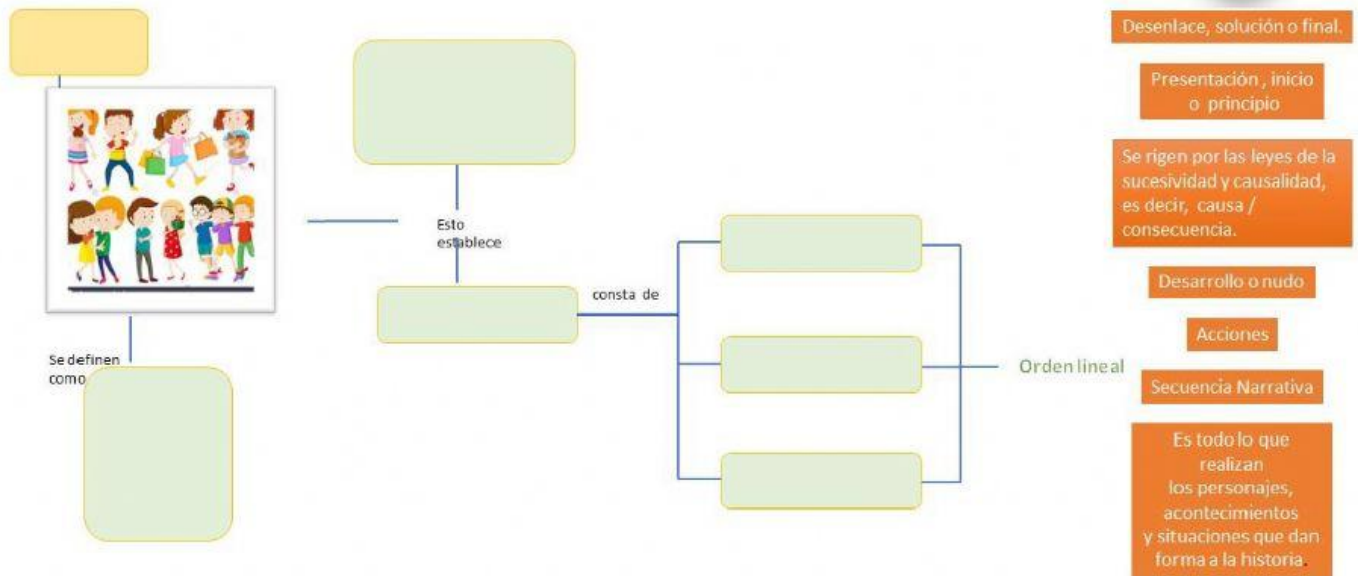 Se definen
como
Esto
establece
consta de
Orden lineal
Desenlace, solución o final.
Presentación , inicio
o principio
Se rigen por las leyes de la
sucesividad y causalidad,
es decir, causa /
consecuencia.
Desarrollo o nudo
Acciones
Secuencia Narrativa
Es todo lo que
realizan
los personajes,
acontecimientos
y situaciones que dan
forma a la historia.